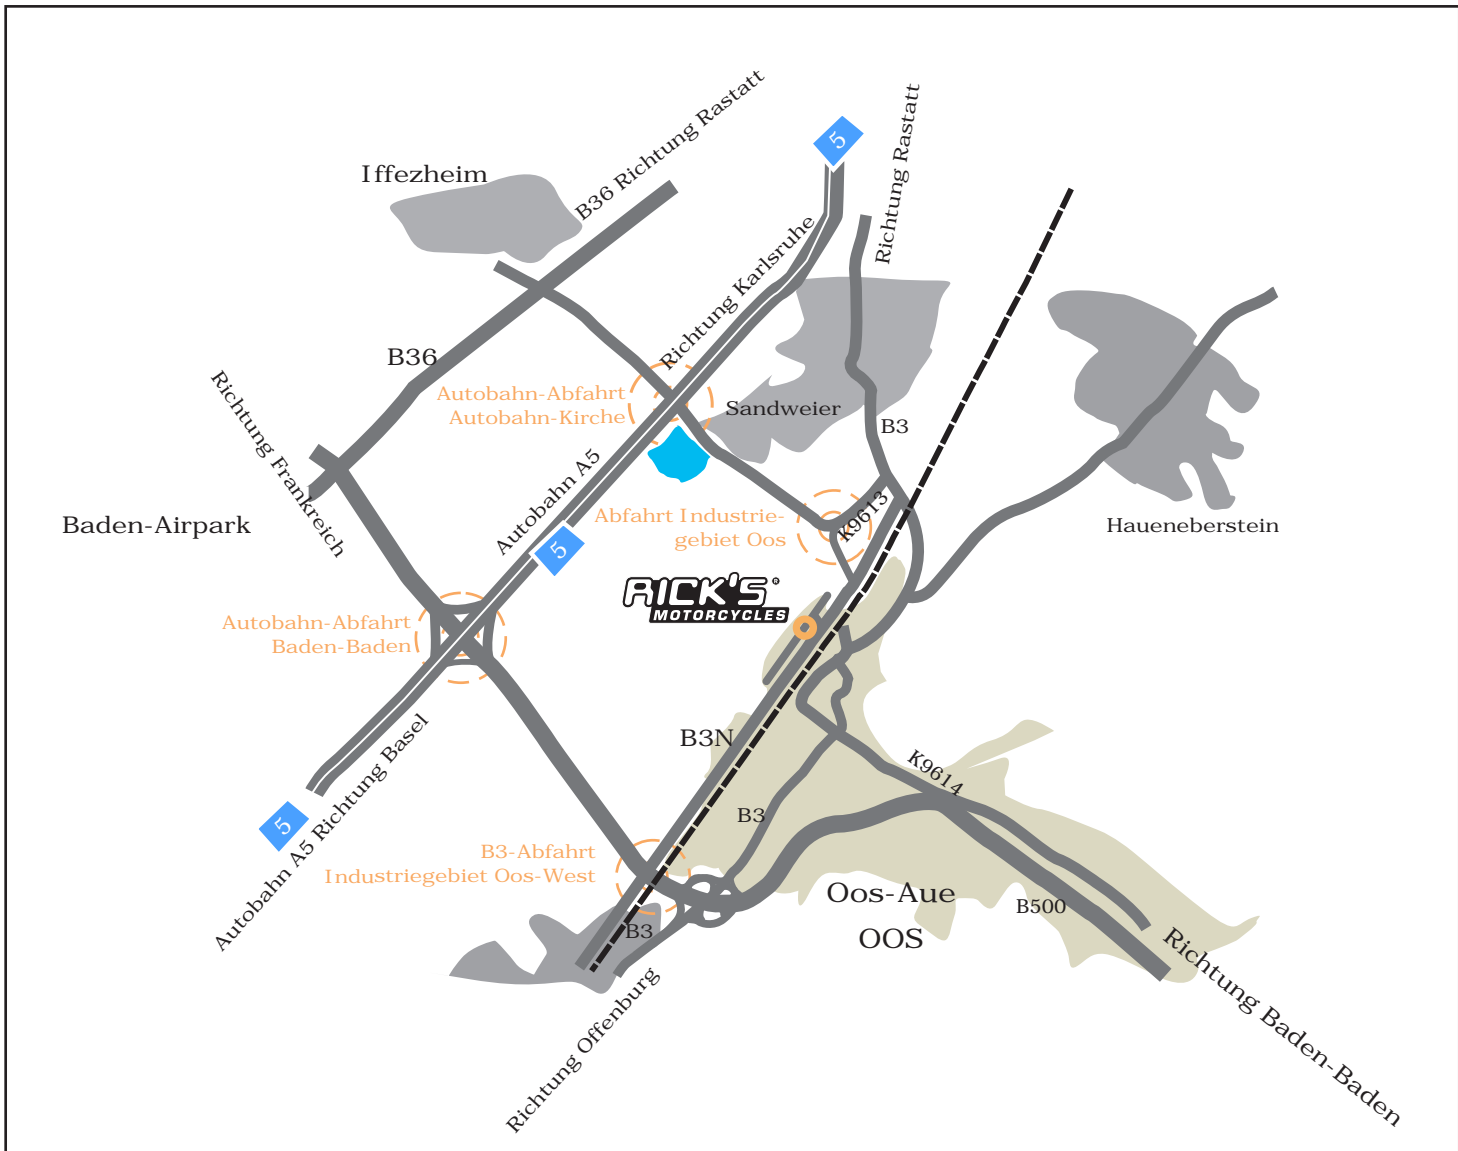 B36 Richtung Rastatt
5
Richtung Rastatt
Iffezheim
Richtung Karlsruhe
B36
Richtung Frankreich
Autobahn-Abfahrt
Autobahn-Kirche
Sandweier
B3
Autobahn A5
5
Baden-Airpark
Abfahrt Industrie-
gebiet Oos
K9613
Haueneberstein
RICK'S ®
MOTORCYCLES
Autobahn-Abfahrt
Baden-Baden
B3N
Autobahn A5 Richtung Basel
5
K9614
B3
B3-Abfahrt
Industriegebiet Oos-West
Oos-Aue
OOS
B500
B3
Richtung Offenburg
Richtung Baden-Baden